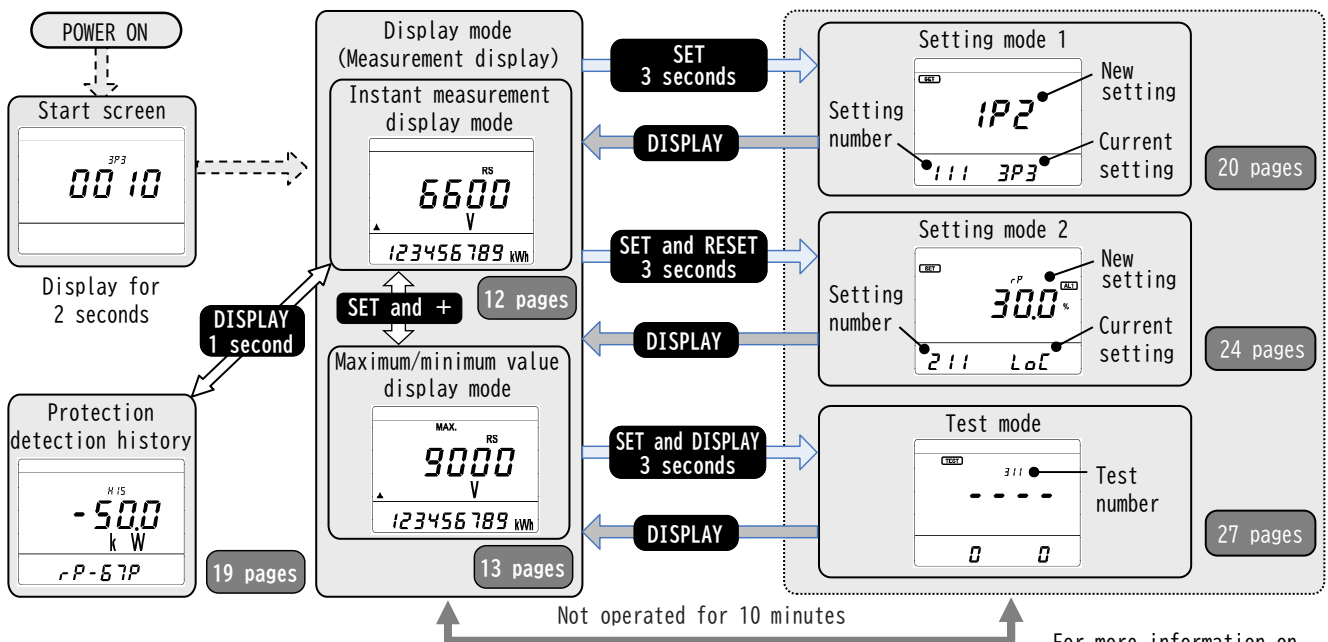 POWER ON
Start screen
3P3
0010
Display for
2 seconds
DISPLAY
1 second
Protection
detection history
HIS
-50.0
k W
rP-67P
19 pages
Display mode
(Measurement display)
Instant measurement
display mode
RS
6600
V
123456789 kWh
12 pages
SET and +
Maximum/minimum value
display mode
MAX.
RS
9000
V
123456789 kWh
13 pages
SET
3 seconds
DISPLAY
SET and RESET
3 seconds
DISPLAY
SET and DISPLAY
3 seconds
DISPLAY
Setting mode 1
SET
1P2
New
setting
Setting
number
111 3P3
Current
setting
20 pages
Setting mode 2
SET
rP
ALT
30.0 %
New
setting
Setting
number
211 LoC
Current
setting
24 pages
Test mode
TEST
311
- - - -
Test
number
0 0
27 pages
Not operated for 10 minutes
For more information on